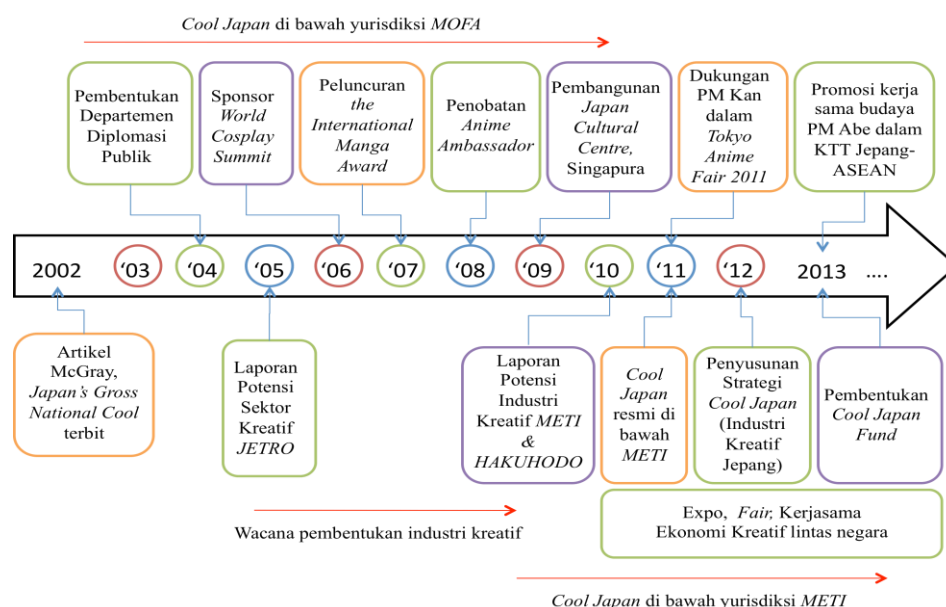 Cool Japan di bawah yurisdiksi MOFA
Pembentukan
Departemen
Diplomasi
Publik
Sponsor
World
Cosplay
Summit
Peluncuran
the
International
Manga
Award
Penobatan
Anime
Ambassador
Pembangunan
Japan
Cultural
Centre,
Singapura
Dukungan
PM Kan
dalam
Tokyo
Anime
Fair 2011
Promosi kerja
sama budaya
PM Abe dalam
KTT Jepang-
ASEAN
2002 ‘03 ‘04 ‘05 ‘06 ‘07 ‘08 ‘09 ‘10 ‘11 ‘12 2013 ....
Artikel
McGray,
Japan’s Gross
National Cool
terbit
Laporan
Potensi
Sektor
Kreatif
JETRO
Laporan
Potensi
Industri
Kreatif METI
&
HAKUHODO
Cool
Japan
resmi di
bawah
METI
Penyusunan
Strategi
Cool Japan
(Industri
Kreatif
Jepang)
Pembentukan
Cool Japan
Fund
Wacana pembentukan industri kreatif
Expo, Fair, Kerjasama
Ekonomi Kreatif lintas negara
Cool Japan di bawah yurisdiksi METI